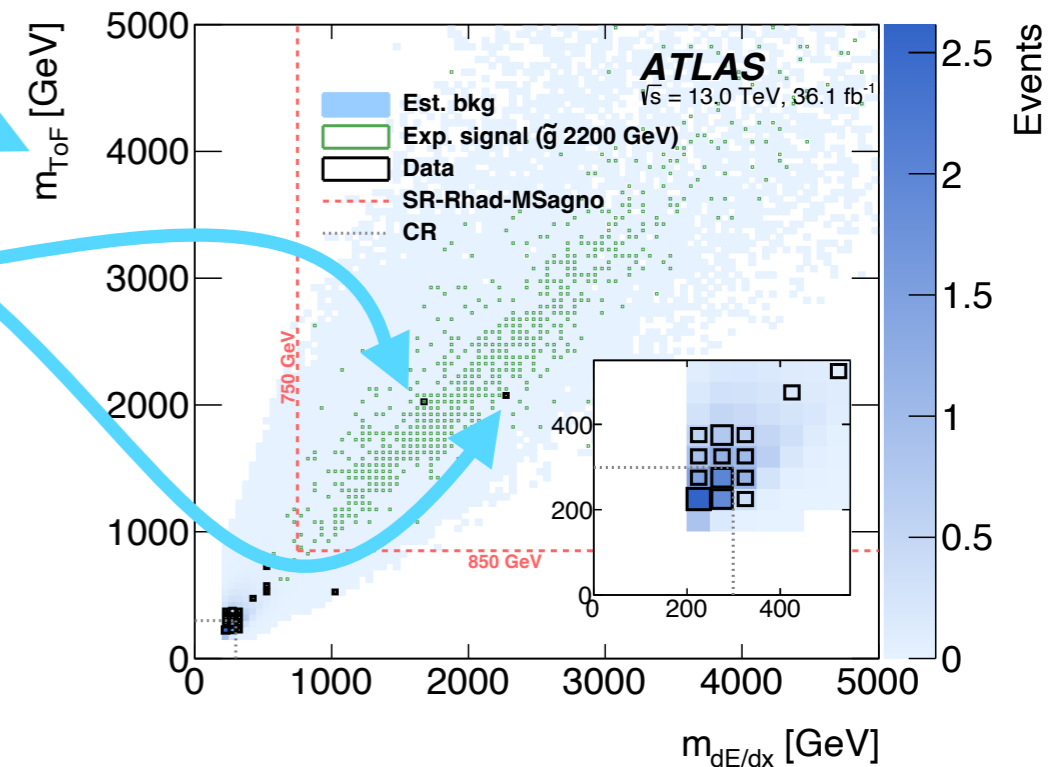 5000
4000
3000
2000
1000
0
m_ToF [GeV]
ATLAS
√s = 13.0 TeV, 36.1 fb⁻¹
Est. bkg
Exp. signal (g̃ 2200 GeV)
Data
SR-Rhad-MSagno
CR
750 GeV
850 GeV
400
200
0
0 200 400
0 1000 2000 3000 4000 5000
m_dE/dx [GeV]
2.5
2
1.5
1
0.5
0
Events